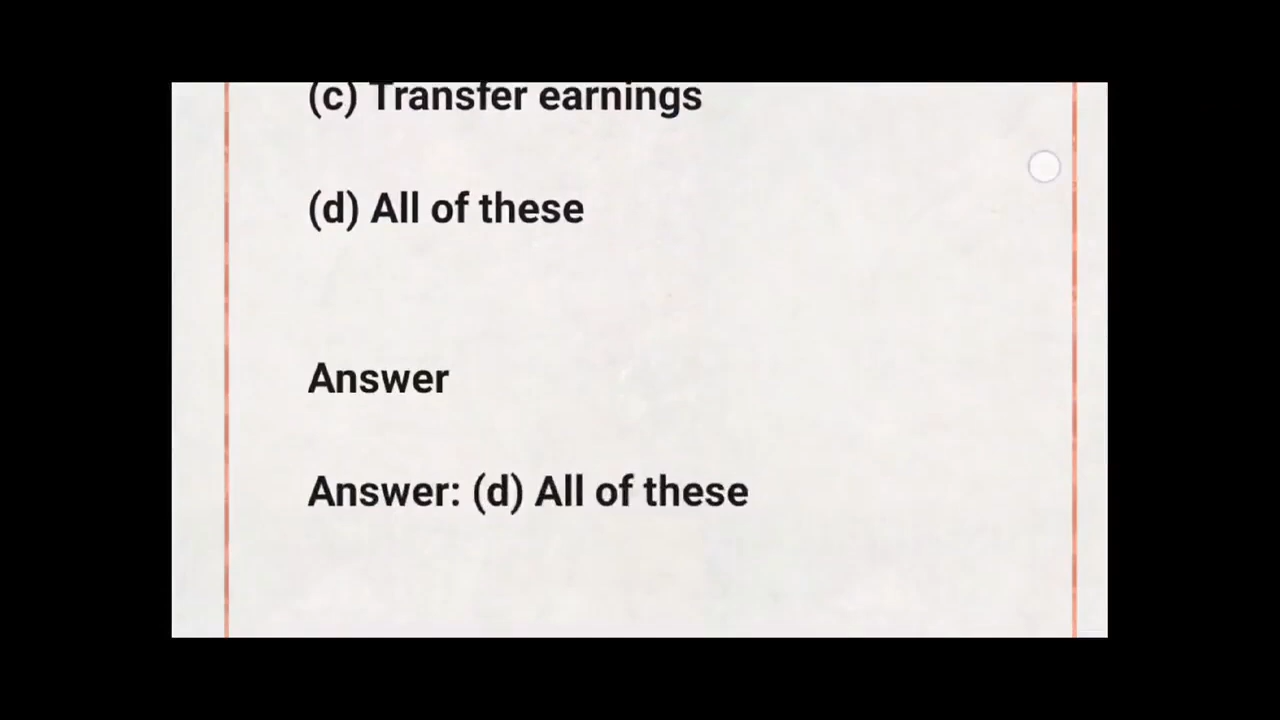 (c) Transfer earnings
(d) All of these
Answer
Answer: (d) All of these